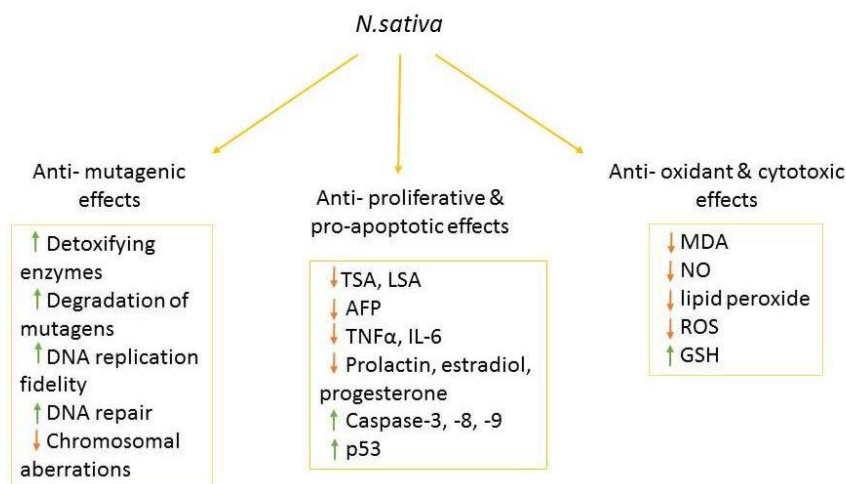 N.sativa
Anti- mutagenic
effects
↑ Detoxifying
enzymes
↑ Degradation of
mutagens
↑ DNA replication
fidelity
↑ DNA repair
↓ Chromosomal
aberrations
Anti- proliferative &
pro-apoptotic effects
↓ TSA, LSA
↓ AFP
↓ TNFα, IL-6
↓ Prolactin, estradiol,
progesterone
↑ Caspase-3, -8, -9
↑ p53
Anti- oxidant & cytotoxic
effects
↓ MDA
↓ NO
↓ lipid peroxide
↓ ROS
↑ GSH